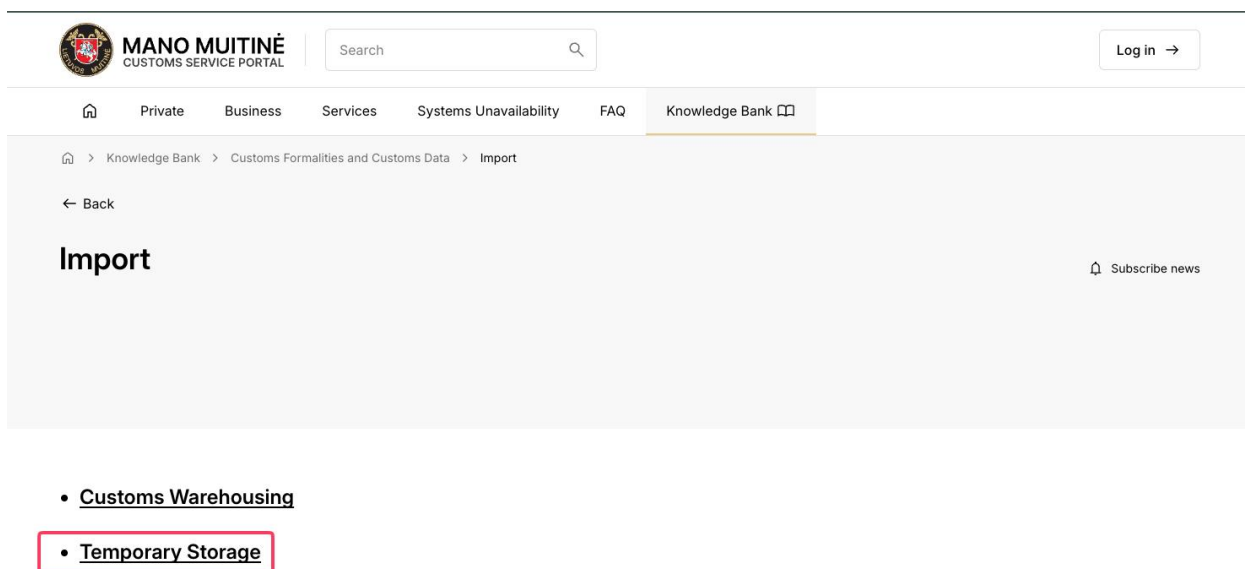 MANO MUITINĖ
CUSTOMS SERVICE PORTAL
Search
Log in →
Private Business Services Systems Unavailability FAQ Knowledge Bank
> Knowledge Bank > Customs Formalities and Customs Data > Import
← Back
Import
Subscribe news
• Customs Warehousing
• Temporary Storage